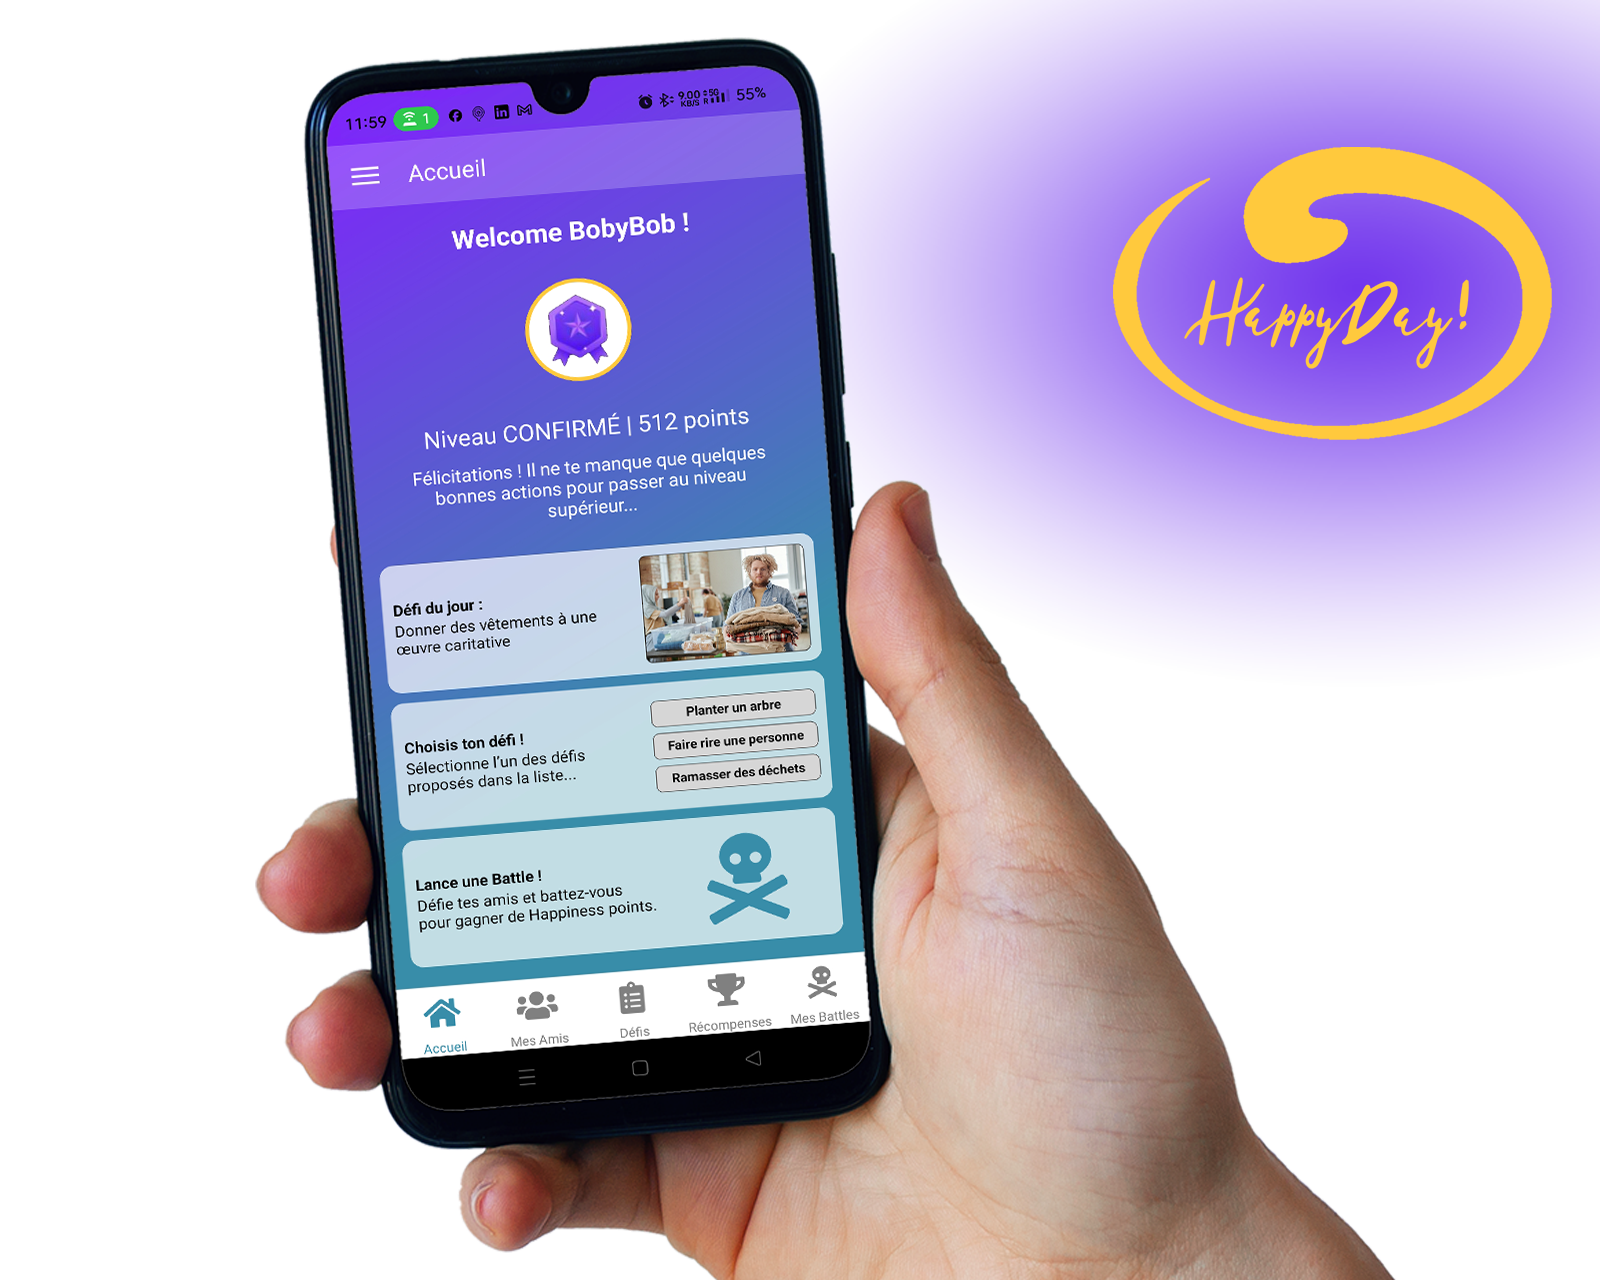 11:59
1
9.00
KB/S
5G
R
55%
Accueil
Welcome BobyBob !
Niveau CONFIRMÉ | 512 points
Félicitations ! Il ne te manque que quelques
bonnes actions pour passer au niveau
supérieur...
Défi du jour :
Donner des vêtements à une
œuvre caritative
Choisis ton défi !
Sélectionne l'un des défis
proposés dans la liste...
Planter un arbre
Faire rire une personne
Ramasser des déchets
Lance une Battle !
Défie tes amis et battez-vous
pour gagner de Happiness points.
Accueil
Mes Amis
Défis
Récompenses
Mes Battles
HappyDay!